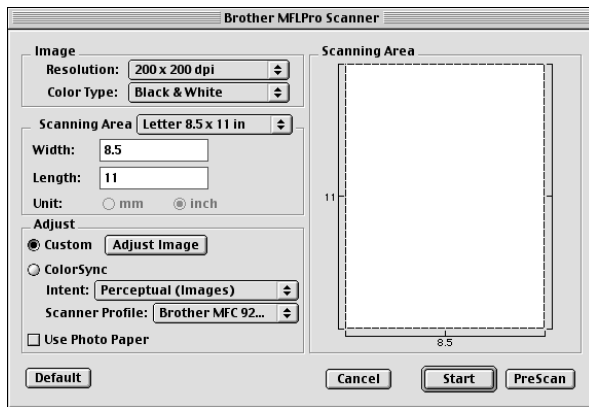 Brother MFLPro Scanner
Image
Resolution: 200 x 200 dpi
Color Type: Black & White
Scanning Area Letter 8.5 x 11 in
Width: 8.5
Length: 11
Unit: mm inch
Adjust
Custom Adjust Image
ColorSync
Intent: Perceptual (Images)
Scanner Profile: Brother MFC 92...
Use Photo Paper
Scanning Area
11
8.5
Default Cancel Start PreScan